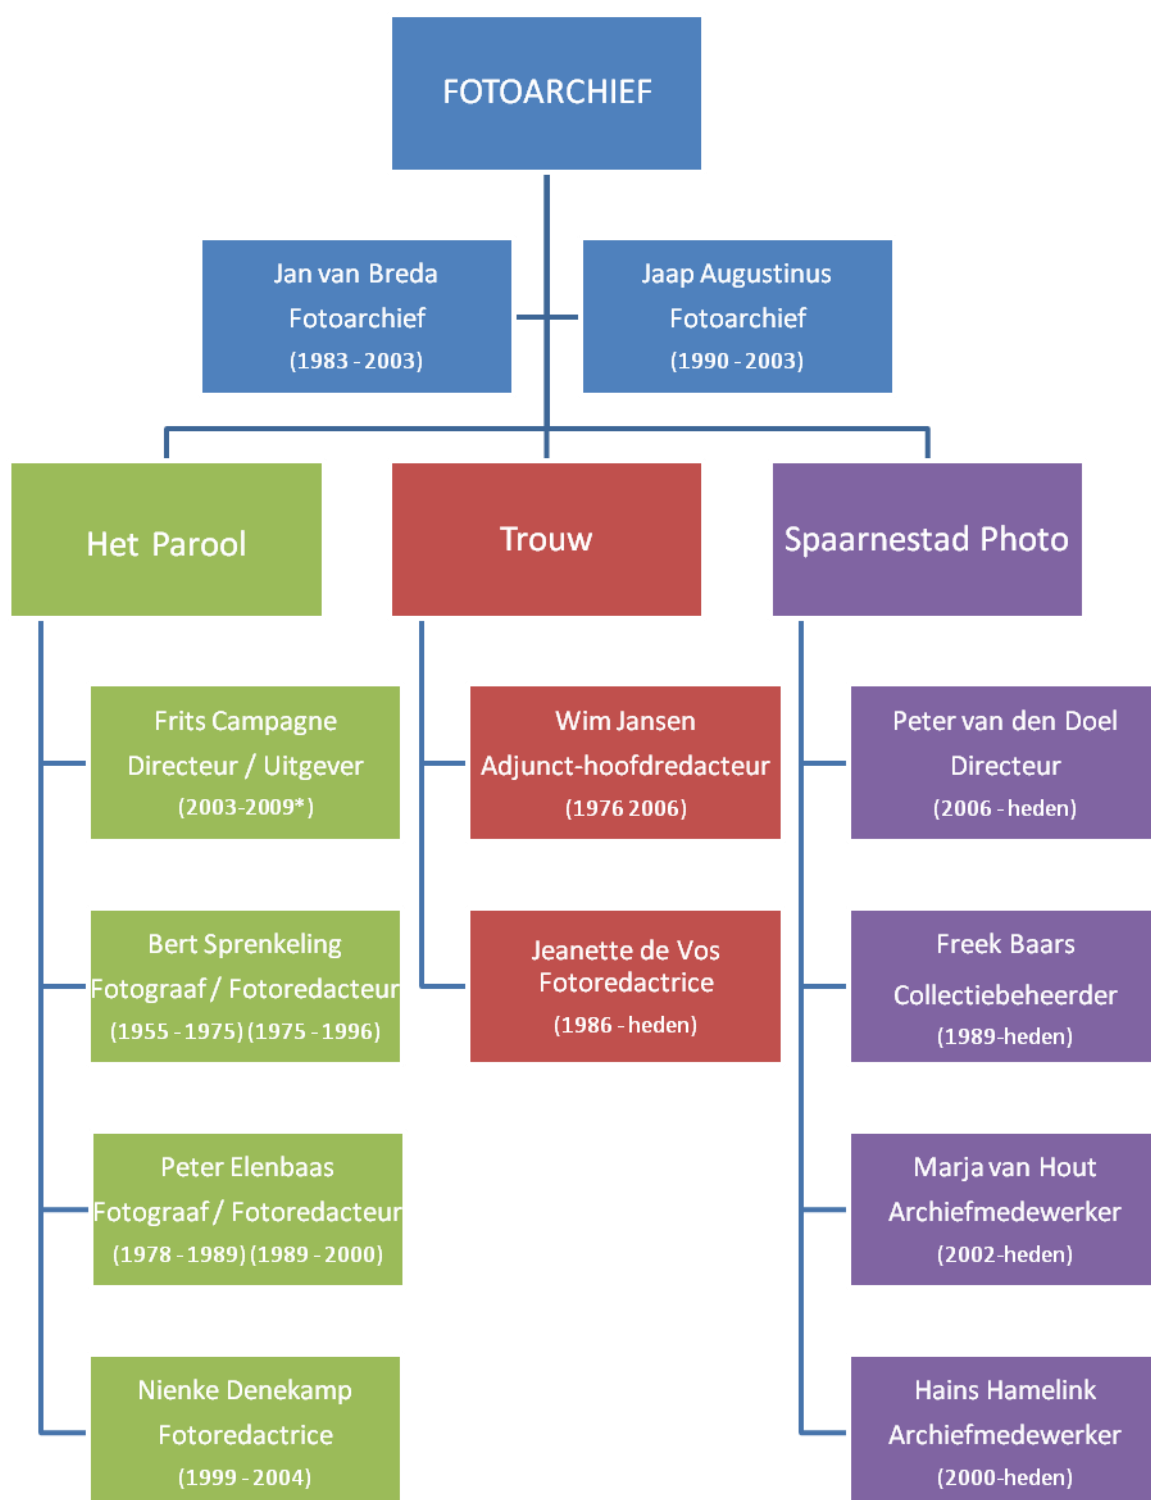 FOTOARCHIEF
Jan van Breda
Fotoarchief
(1983 - 2003)
Jaap Augustinus
Fotoarchief
(1990 - 2003)
Het Parool
Frits Campagne
Directeur / Uitgever
(2003-2009*)
Bert Sprenkeling
Fotograaf / Fotoredacteur
(1955 - 1975) (1975 - 1996)
Peter Elenbaas
Fotograaf / Fotoredacteur
(1978 - 1989) (1989 - 2000)
Nienke Denekamp
Fotoredactrice
(1999 - 2004)
Trouw
Wim Jansen
Adjunct-hoofdredacteur
(1976 2006)
Jeanette de Vos
Fotoredactrice
(1986 - heden)
Spaarnestad Photo
Peter van den Doel
Directeur
(2006 - heden)
Freek Baars
Collectiebeheerder
(1989-heden)
Marja van Hout
Archiefmedewerker
(2002-heden)
Hains Hamelink
Archiefmedewerker
(2000-heden)